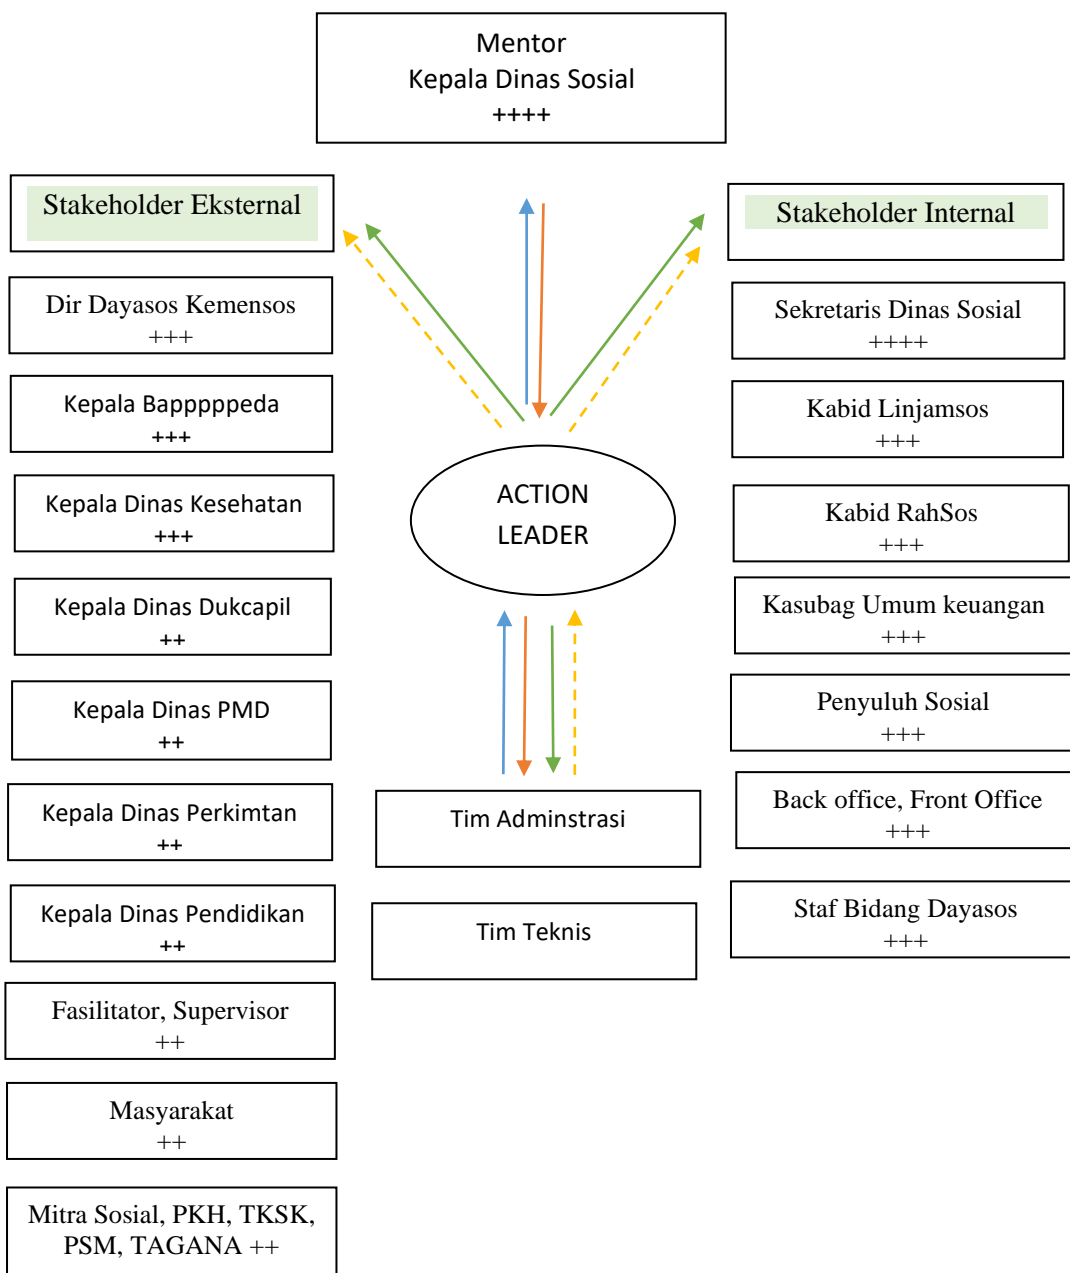 Mentor
Kepala Dinas Sosial
++++
Stakeholder Eksternal
Dir Dayasos Kemensos
+++
Kepala Bapppppeda
+++
Kepala Dinas Kesehatan
+++
Kepala Dinas Dukcapil
++
Kepala Dinas PMD
++
Kepala Dinas Perkimtan
++
Kepala Dinas Pendidikan
++
Fasilitator, Supervisor
++
Masyarakat
++
Mitra Sosial, PKH, TKSK,
PSM, TAGANA ++
ACTION
LEADER
Tim Adminstrasi
Tim Teknis
Stakeholder Internal
Sekretaris Dinas Sosial
++++
Kabid Linjamsos
+++
Kabid RahSos
+++
Kasubag Umum keuangan
+++
Penyuluh Sosial
+++
Back office, Front Office
+++
Staf Bidang Dayasos
+++